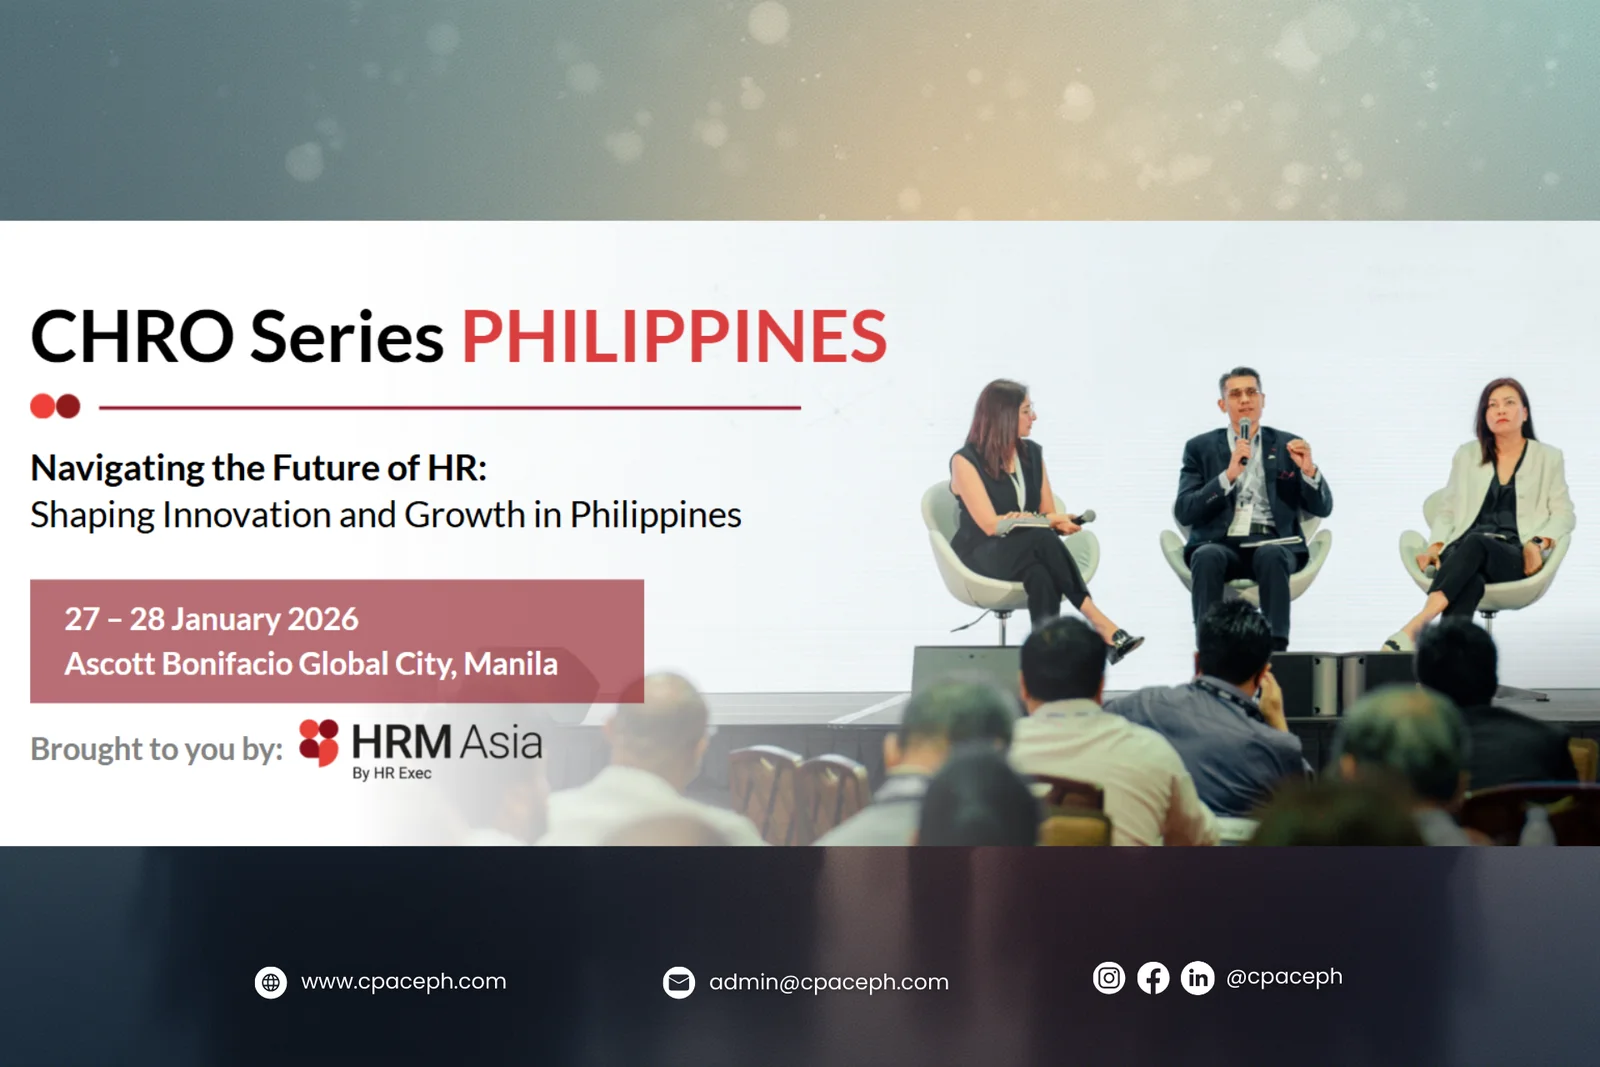 CHRO Series PHILIPPINES
Navigating the Future of HR:
Shaping Innovation and Growth in Philippines
27 – 28 January 2026
Ascott Bonifacio Global City, Manila
Brought to you by: HRM Asia
By HR Exec
www.cpaceph.com
admin@cpaceph.com
@cpaceph